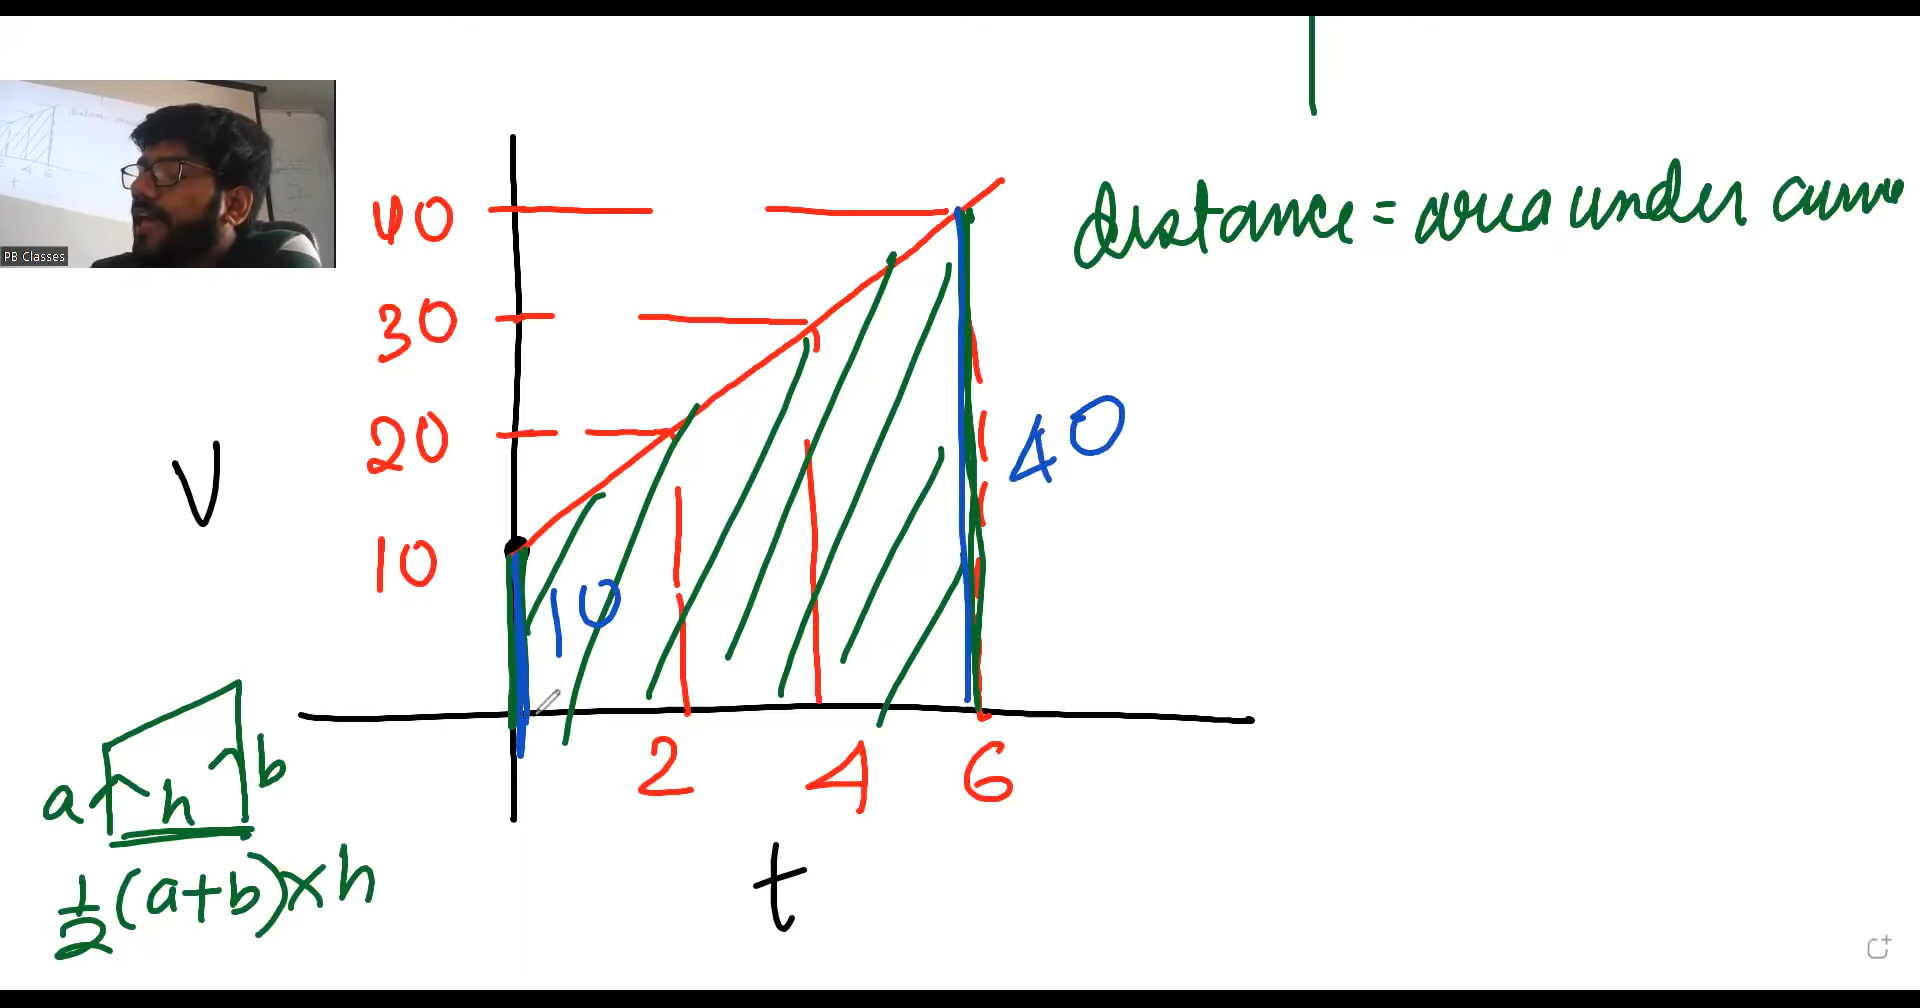 PB Classes
distance = area under curve
40
30
20
10
V
10
40
2 4 6
t
a h b
1/2 (a+b) × h